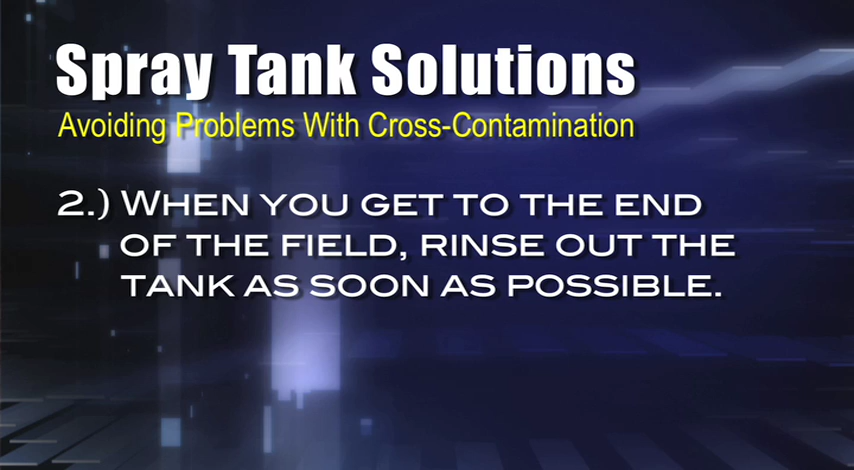 Spray Tank Solutions
Avoiding Problems With Cross-Contamination
2.) When you get to the end
of the field, rinse out the
tank as soon as possible.